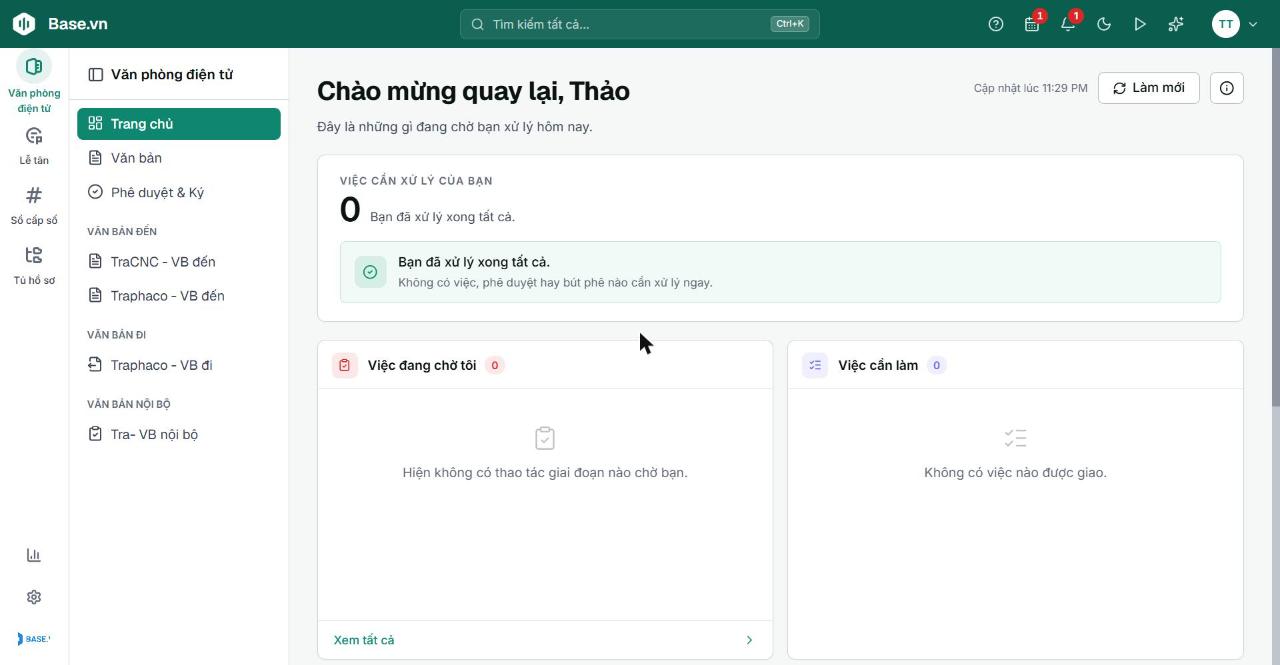 Base.vn
Tìm kiếm tất cả...
Ctrl+K
1
1
TT
Văn phòng điện tử
Lễ tân
Sổ cấp số
Tủ hồ sơ
BASE.
Văn phòng điện tử
Trang chủ
Văn bản
Phê duyệt & Ký
VĂN BẢN ĐẾN
TraCNC - VB đến
Traphaco - VB đến
VĂN BẢN ĐI
Traphaco - VB đi
VĂN BẢN NỘI BỘ
Tra- VB nội bộ
Chào mừng quay lại, Thảo
Cập nhật lúc 11:29 PM
Làm mới
Đây là những gì đang chờ bạn xử lý hôm nay.
VIỆC CẦN XỬ LÝ CỦA BẠN
0 Bạn đã xử lý xong tất cả.
Bạn đã xử lý xong tất cả.
Không có việc, phê duyệt hay bút phê nào cần xử lý ngay.
Việc đang chờ tôi 0
Hiện không có thao tác giai đoạn nào chờ bạn.
Xem tất cả
Việc cần làm 0
Không có việc nào được giao.